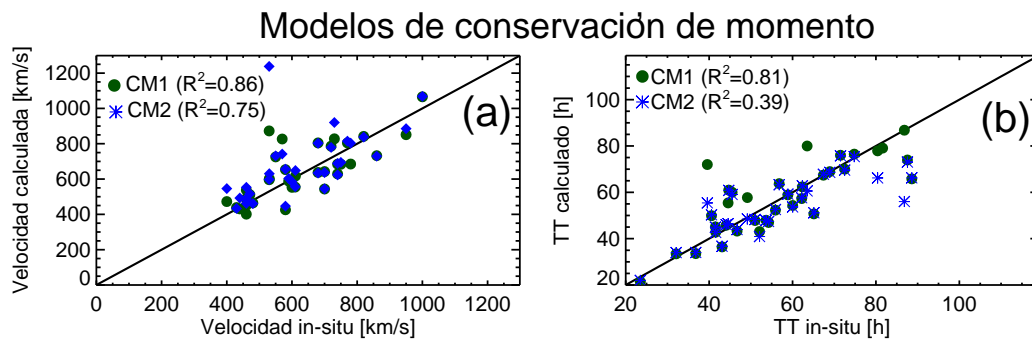 Modelos de conservación de momento
Velocidad calculada [km/s]
1200
1000
800
600
400
200
0
CM1 (R²=0.86)
CM2 (R²=0.75)
(a)
0 200 400 600 800 1000 1200
Velocidad in-situ [km/s]
TT calculado [h]
100
80
60
40
20
CM1 (R²=0.81)
CM2 (R²=0.39)
(b)
20 40 60 80 100
TT in-situ [h]